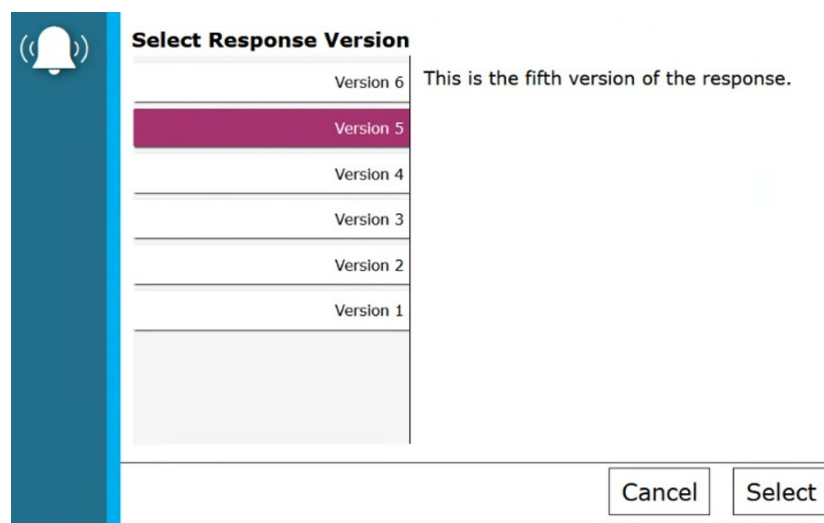 Select Response Version
Version 6
This is the fifth version of the response.
Version 5
Version 4
Version 3
Version 2
Version 1
Cancel
Select